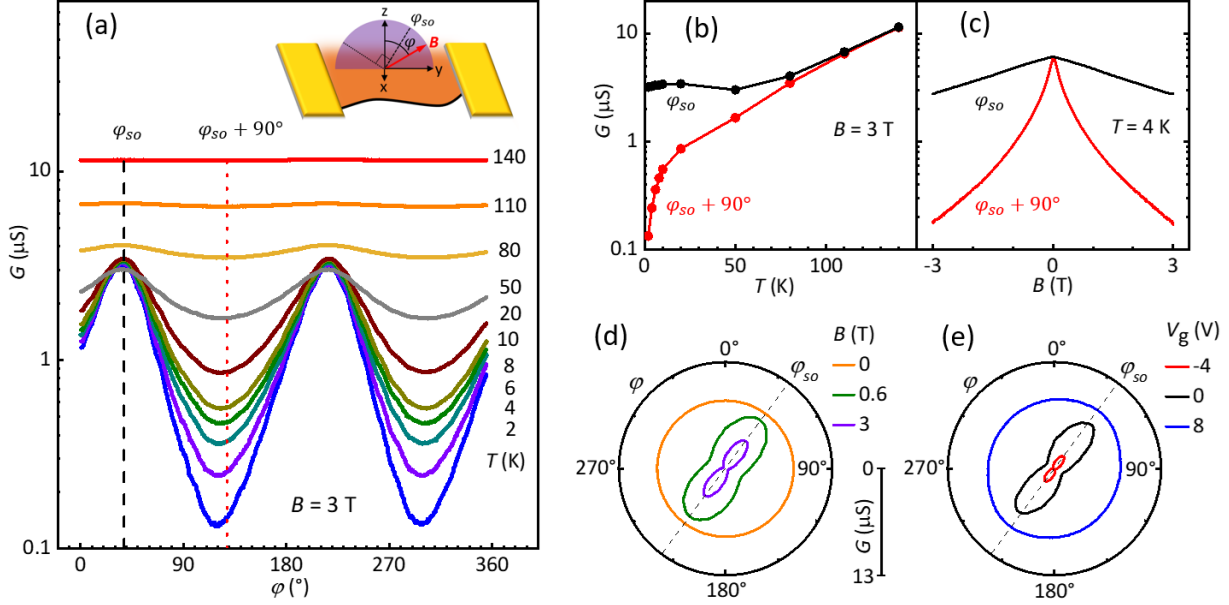 (a)
z
φso
φ
B
y
x
φso
φso + 90°
140
110
80
50
20
10
8
6
4
2
T (K)
B = 3 T
10
1
0.1
G (μS)
0
90
180
270
360
φ (°)
(b)
10
1
0.1
G (μS)
φso
B = 3 T
φso + 90°
0
50
100
T (K)
(c)
φso
T = 4 K
φso + 90°
-3
0
3
B (T)
(d)
B (T)
0
0.6
3
0°
φ
φso
270°
90°
180°
0
G (μS)
13
(e)
Vg (V)
-4
0
8
0°
φ
φso
270°
90°
180°